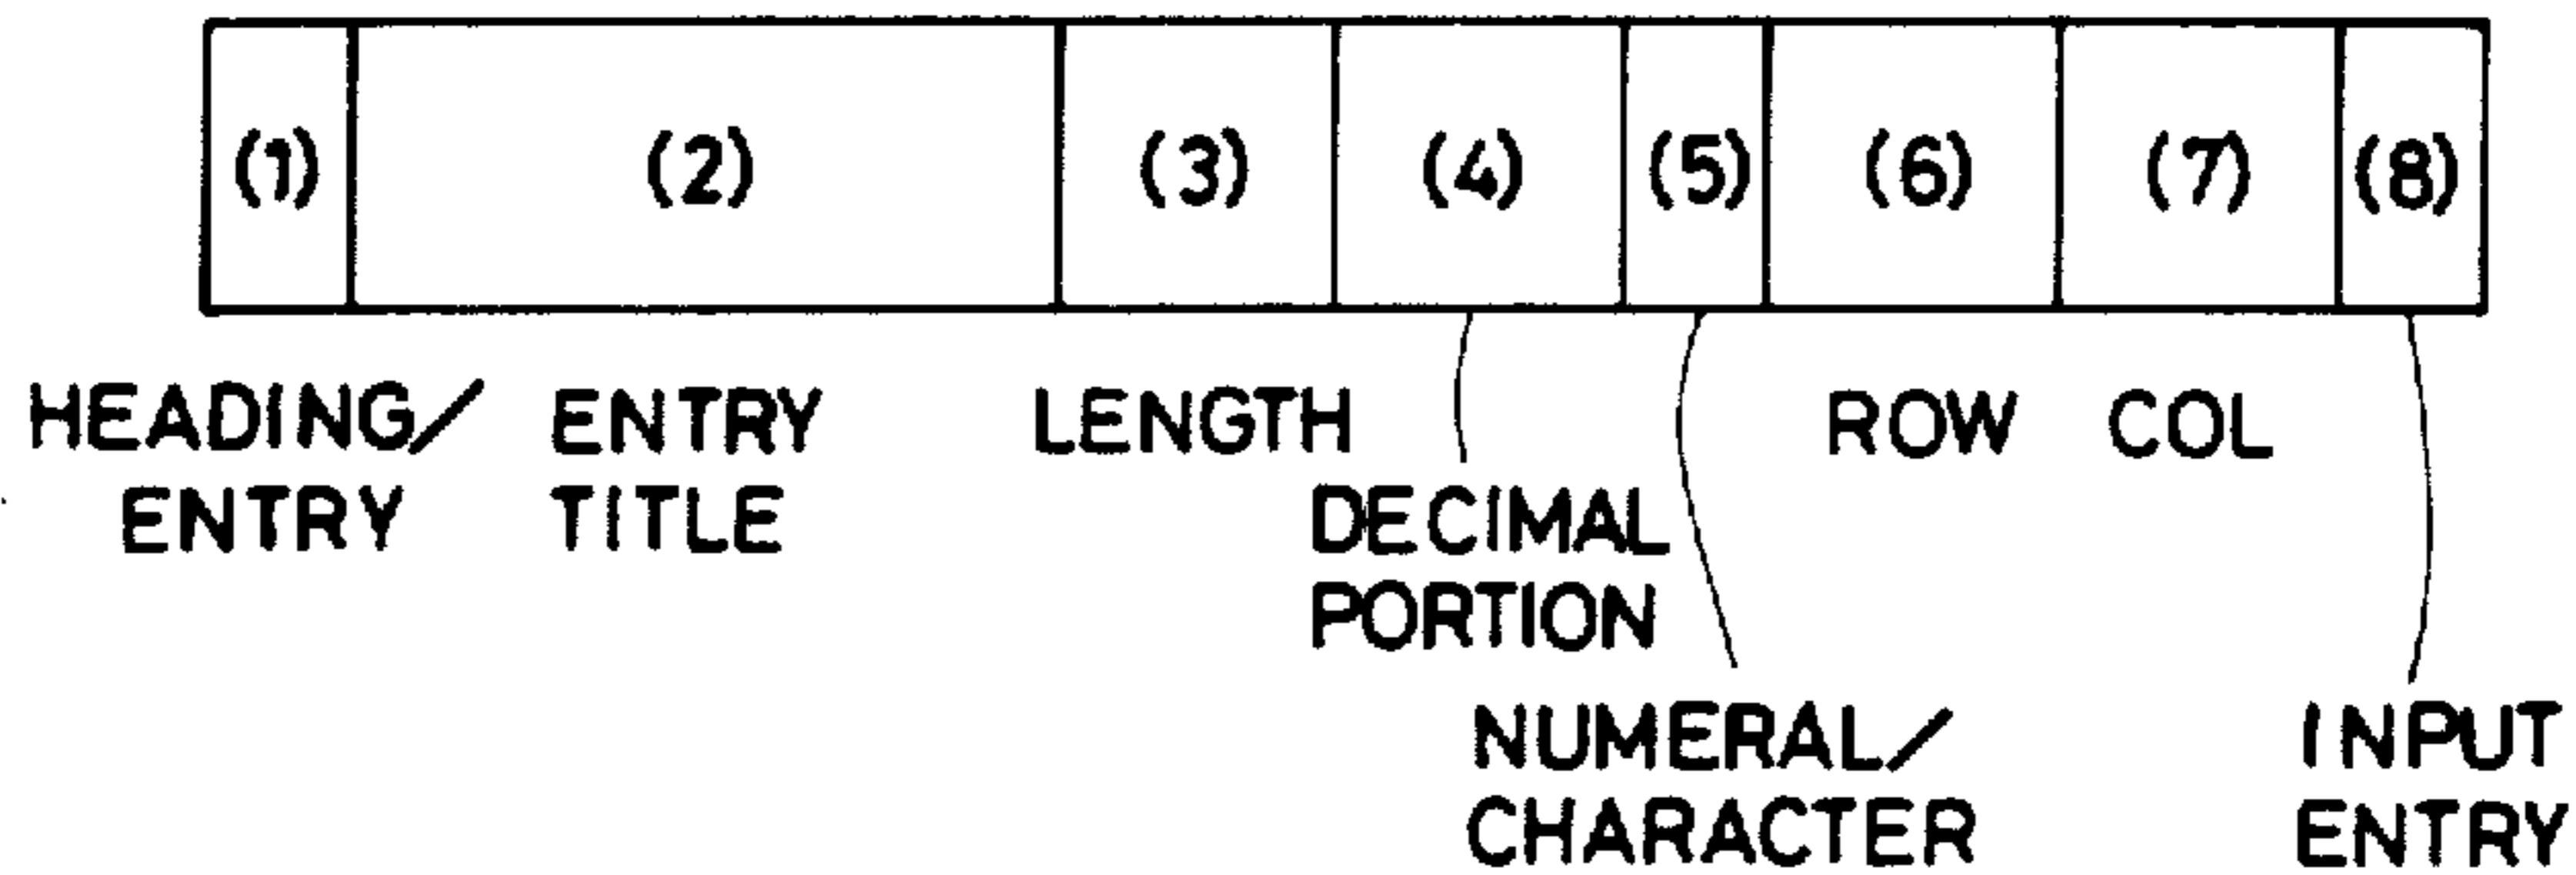 (1) (2) (3) (4) (5) (6) (7) (8)
HEADING/ ENTRY LENGTH ROW COL
ENTRY TITLE DECIMAL
PORTION
NUMERAL/ INPUT
CHARACTER ENTRY